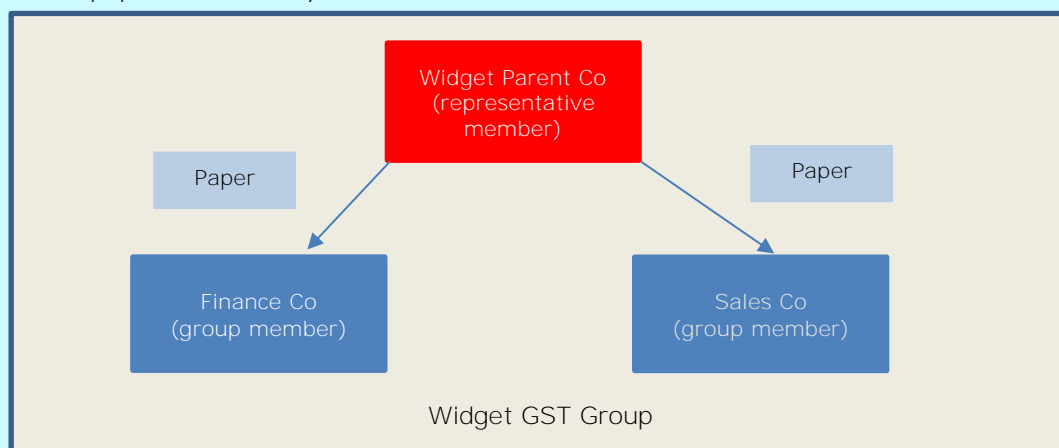 Widget Parent Co
(representative
member)
Paper
Paper
Finance Co
(group member)
Sales Co
(group member)
Widget GST Group